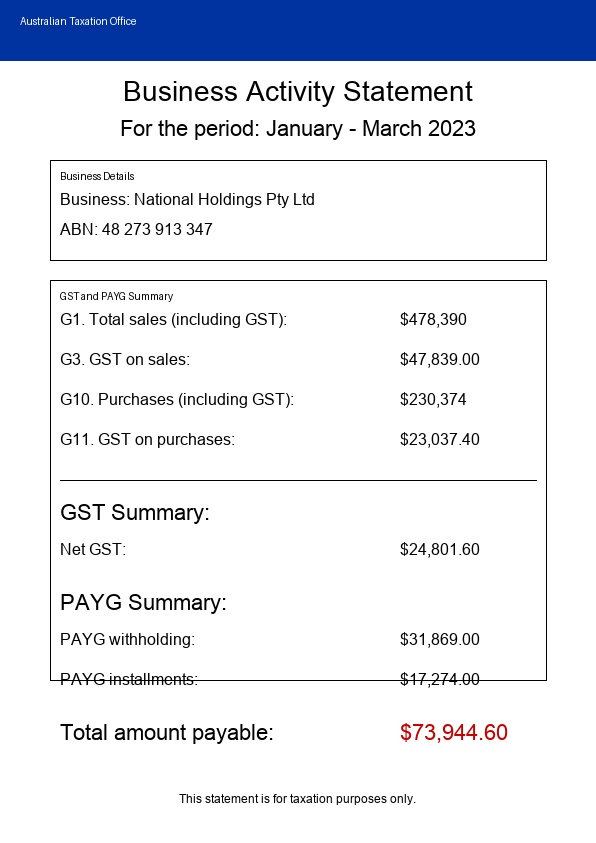 Australian Taxation Office
Business Activity Statement
For the period: January - March 2023
Business Details
Business: National Holdings Pty Ltd
ABN: 48 273 913 347
GST and PAYG Summary
G1. Total sales (including GST): $478,390
G3. GST on sales: $47,839.00
G10. Purchases (including GST): $230,374
G11. GST on purchases: $23,037.40
GST Summary:
Net GST: $24,801.60
PAYG Summary:
PAYG withholding: $31,869.00
PAYG installments: $17,274.00
Total amount payable: $73,944.60
This statement is for taxation purposes only.